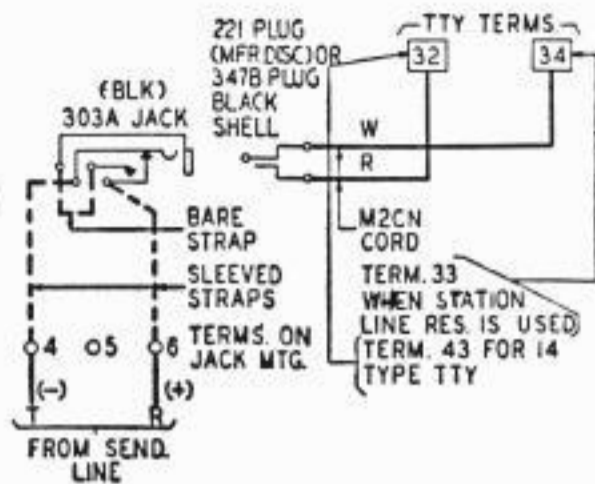 221 PLUG
(MFR DISC) OR
347B PLUG
BLACK
SHELL
TTY TERMS.
32
34
(BLK)
303A JACK
W
R
M2CN
CORD
BARE
STRAP
SLEEVED
STRAPS
TERM. 33
WHEN STATION
LINE RES. IS USED
TERM. 43 FOR 14
TYPE TTY
4
5
6
TERMS. ON
JACK MTG.
(-)
(+)
T
R
FROM SEND.
LINE